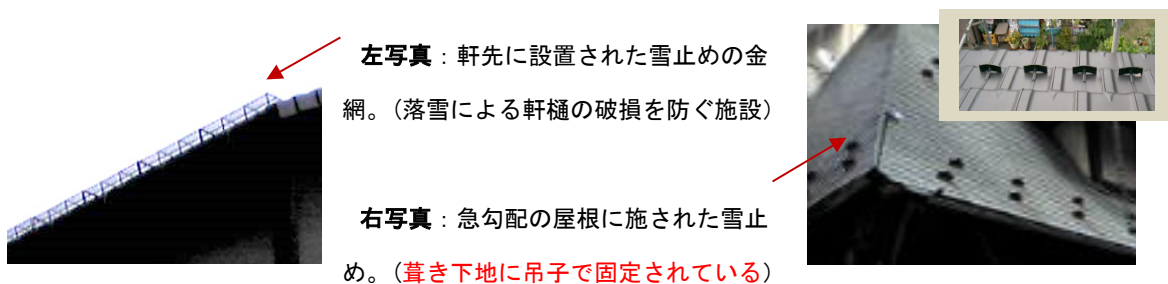 左写真：軒先に設置された雪止めの金
網。（落雪による軒樋の破損を防ぐ施設）
右写真：急勾配の屋根に施された雪止
め。（葺き下地に吊子で固定されている）